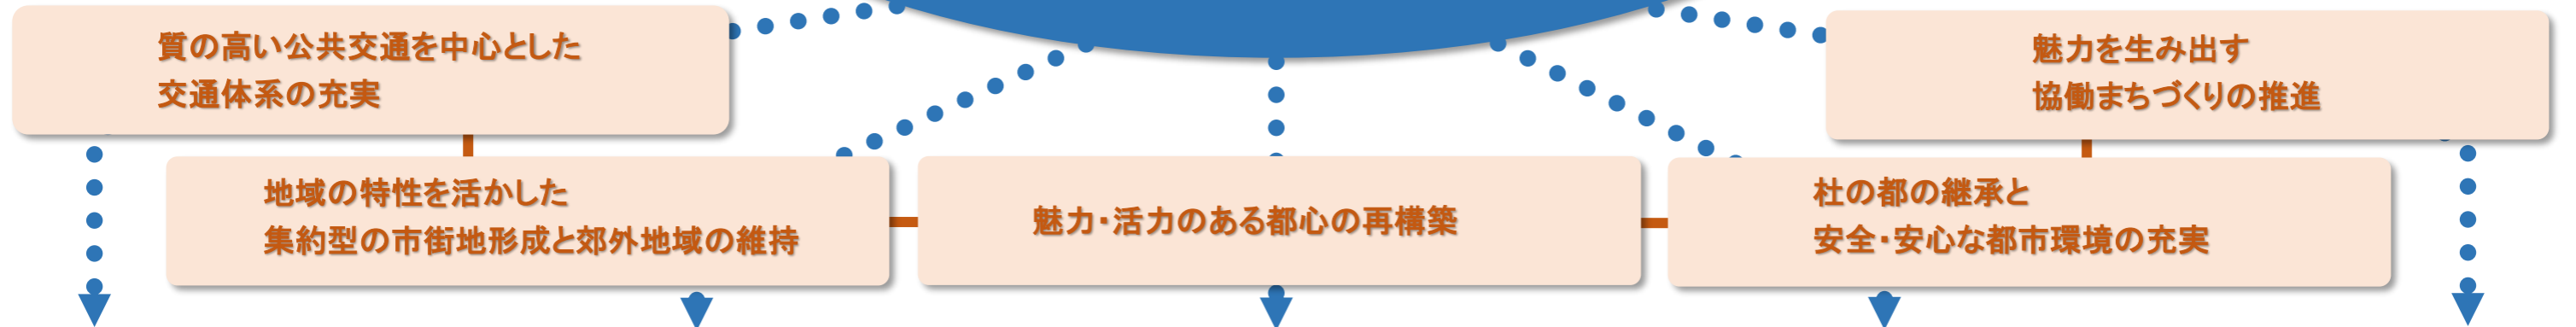 質の高い公共交通を中心とした
交通体系の充実
魅力を生み出す
協働まちづくりの推進
地域の特性を活かした
集約型の市街地形成と郊外地域の維持
魅力・活力のある都心の再構築
杜の都の継承と
安全・安心な都市環境の充実